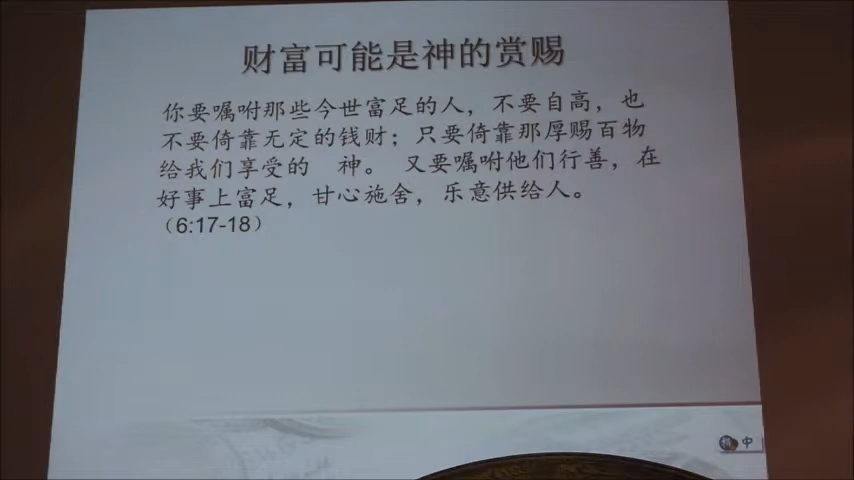 财富可能是神的赏赐
你要嘱咐那些今世富足的人，不要自高，也
不要倚靠无定的钱财；只要倚靠那厚赐百物
给我们享受的　神。 又要嘱咐他们行善，在
好事上富足，甘心施舍，乐意供给人。
（6:17-18）
中